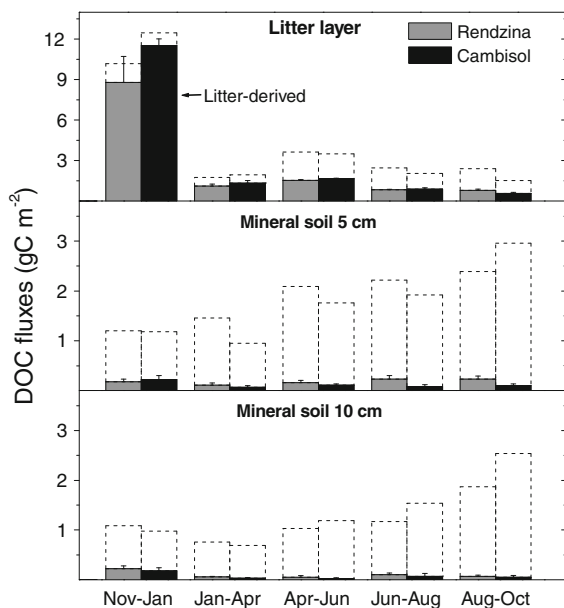 Litter layer
Rendzina
Cambisol
Litter-derived
12
9
6
3
Mineral soil 5 cm
3
2
1
Mineral soil 10 cm
3
2
1
DOC fluxes (gC m⁻²)
Nov-Jan Jan-Apr Apr-Jun Jun-Aug Aug-Oct